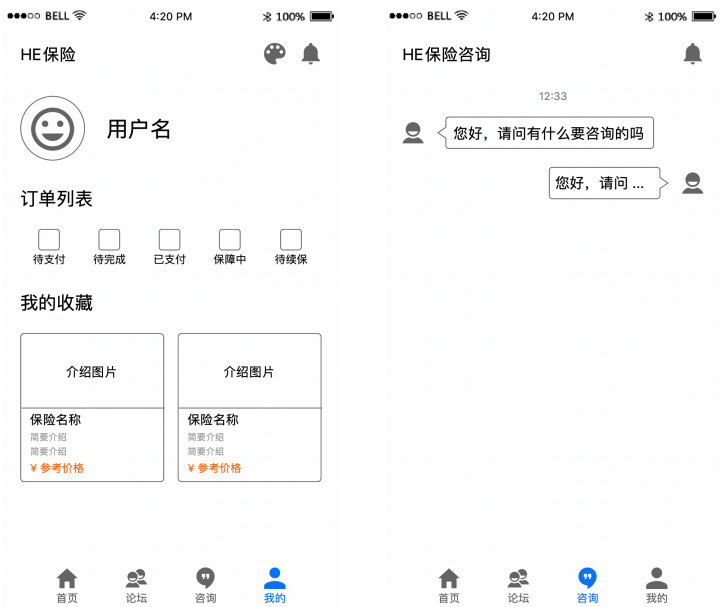 BELL 4:20 PM 100%
HE保险
用户名
订单列表
待支付 待完成 已支付 保障中 待续保
我的收藏
介绍图片 介绍图片
保险名称 保险名称
简要介绍 简要介绍
简要介绍 简要介绍
¥ 参考价格 ¥ 参考价格
首页 论坛 咨询 我的
BELL 4:20 PM 100%
HE保险咨询
12:33
您好，请问有什么要咨询的吗
您好，请问 ...
首页 论坛 咨询 我的